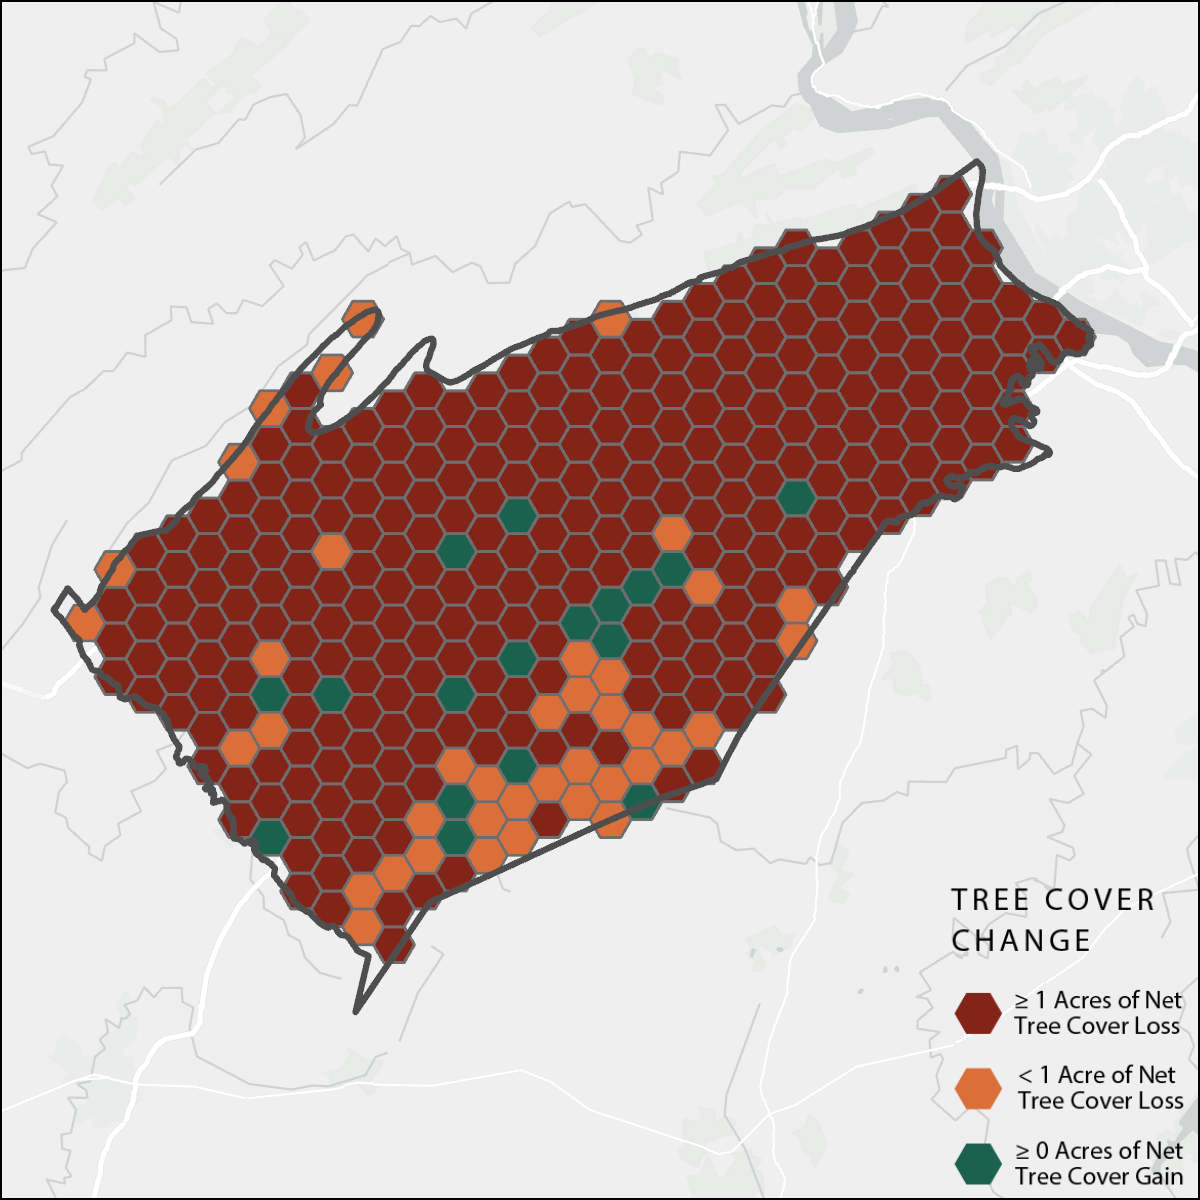 TREE COVER
CHANGE
≥ 1 Acres of Net
Tree Cover Loss
< 1 Acre of Net
Tree Cover Loss
≥ 0 Acres of Net
Tree Cover Gain